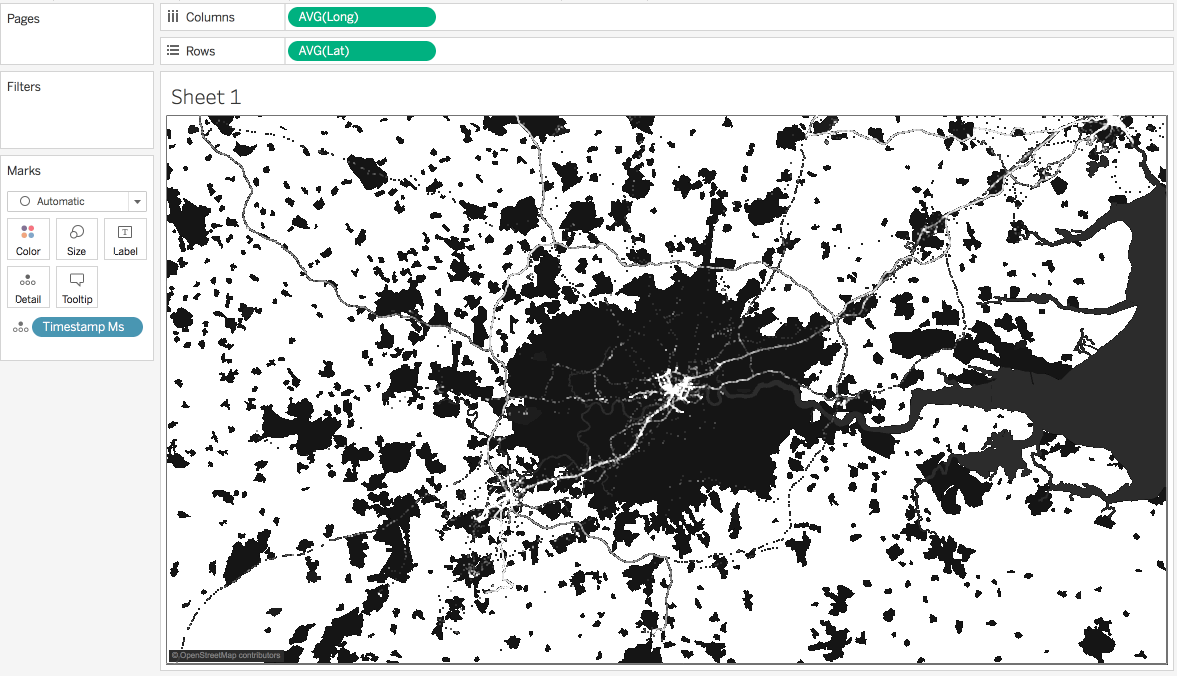 Pages
Columns
AVG(Long)
Rows
AVG(Lat)
Filters
Sheet 1
Marks
Automatic
Color
Size
T
Label
Detail
Tooltip
Timestamp Ms
© OpenStreetMap contributors